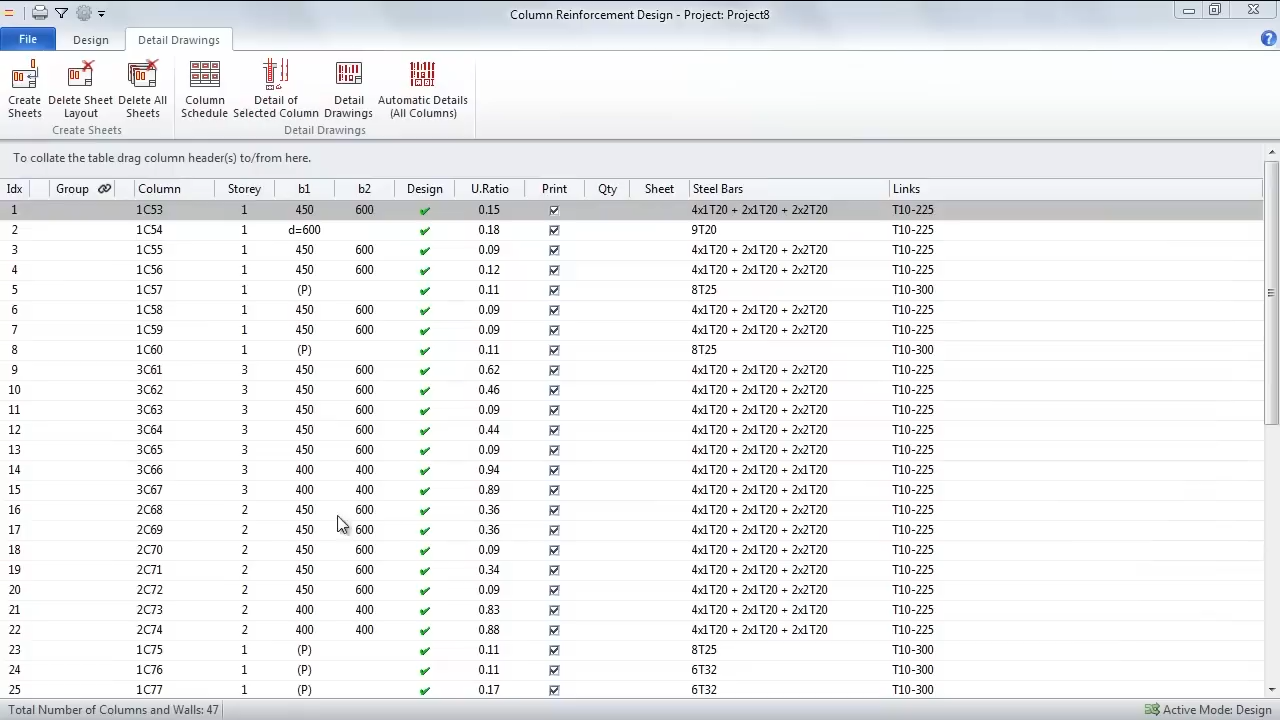 Column Reinforcement Design - Project: Project8
File Design Detail Drawings
Create Sheets
Delete Sheet Layout
Delete All Sheets
Column Schedule
Detail of Selected Column
Detail Drawings
Automatic Details (All Columns)
Create Sheets Detail Drawings
To collate the table drag column header(s) to/from here.
Idx Group Column Storey b1 b2 Design U.Ratio Print Qty Sheet Steel Bars Links
1 1C53 1 450 600 0.15 4x1T20 + 2x1T20 + 2x2T20 T10-225
2 1C54 1 d=600 0.18 9T20 T10-225
3 1C55 1 450 600 0.09 4x1T20 + 2x1T20 + 2x2T20 T10-225
4 1C56 1 450 600 0.12 4x1T20 + 2x1T20 + 2x2T20 T10-225
5 1C57 1 (P) 0.11 8T25 T10-300
6 1C58 1 450 600 0.09 4x1T20 + 2x1T20 + 2x2T20 T10-225
7 1C59 1 450 600 0.09 4x1T20 + 2x1T20 + 2x2T20 T10-225
8 1C60 1 (P) 0.11 8T25 T10-300
9 3C61 3 450 600 0.62 4x1T20 + 2x1T20 + 2x2T20 T10-225
10 3C62 3 450 600 0.46 4x1T20 + 2x1T20 + 2x2T20 T10-225
11 3C63 3 450 600 0.09 4x1T20 + 2x1T20 + 2x2T20 T10-225
12 3C64 3 450 600 0.44 4x1T20 + 2x1T20 + 2x2T20 T10-225
13 3C65 3 450 600 0.09 4x1T20 + 2x1T20 + 2x2T20 T10-225
14 3C66 3 400 400 0.94 4x1T20 + 2x1T20 + 2x1T20 T10-225
15 3C67 3 400 400 0.89 4x1T20 + 2x1T20 + 2x1T20 T10-225
16 2C68 2 450 600 0.36 4x1T20 + 2x1T20 + 2x2T20 T10-225
17 2C69 2 450 600 0.36 4x1T20 + 2x1T20 + 2x2T20 T10-225
18 2C70 2 450 600 0.09 4x1T20 + 2x1T20 + 2x2T20 T10-225
19 2C71 2 450 600 0.34 4x1T20 + 2x1T20 + 2x2T20 T10-225
20 2C72 2 450 600 0.09 4x1T20 + 2x1T20 + 2x2T20 T10-225
21 2C73 2 400 400 0.83 4x1T20 + 2x1T20 + 2x1T20 T10-225
22 2C74 2 400 400 0.88 4x1T20 + 2x1T20 + 2x1T20 T10-225
23 1C75 1 (P) 0.11 8T25 T10-300
24 1C76 1 (P) 0.11 6T32 T10-300
25 1C77 1 (P) 0.17 6T32 T10-300
Total Number of Columns and Walls: 47 Active Mode: Design